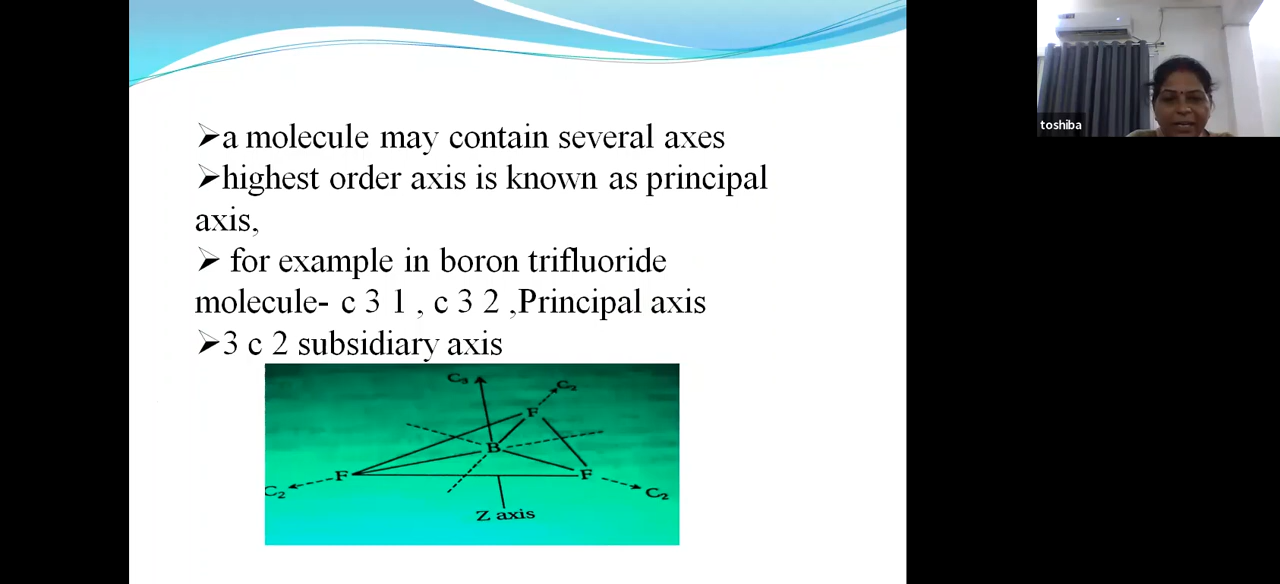 ➢a molecule may contain several axes
➢highest order axis is known as principal
axis,
➢ for example in boron trifluoride
molecule- c 3 1 , c 3 2 ,Principal axis
➢3 c 2 subsidiary axis
C₃
C₂
F
B
F
F
C₂
C₂
Z axis
toshiba